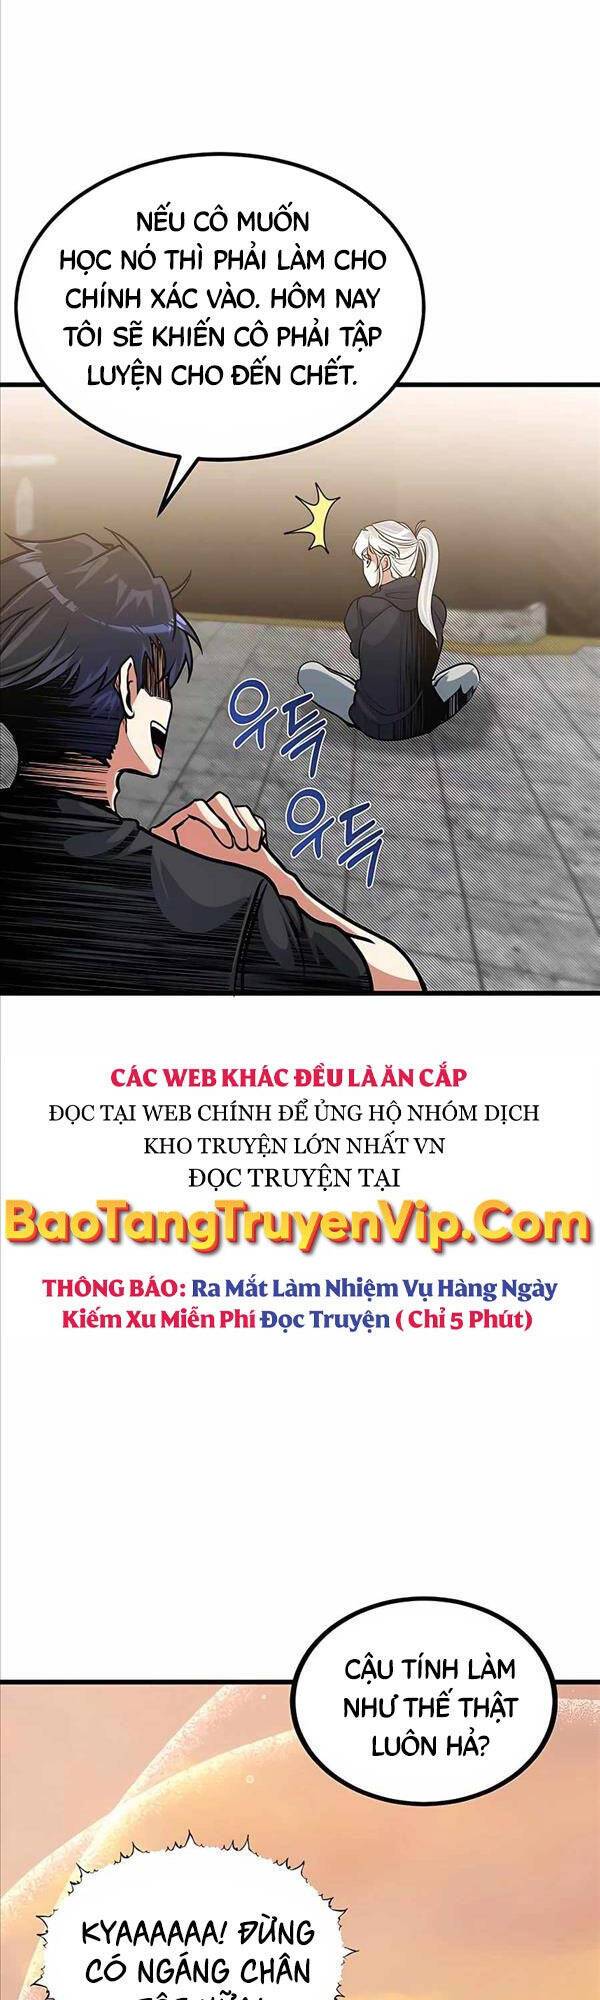 NẾU CÔ MUỐN
HỌC NÓ THÌ PHẢI LÀM CHO
CHÍNH XÁC VÀO. HÔM NAY
TÔI SẼ KHIẾN CÔ PHẢI TẬP
LUYỆN CHO ĐẾN CHẾT.
우득
우득
CÁC WEB KHÁC ĐỀU LÀ ĂN CẮP
ĐỌC TẠI WEB CHÍNH ĐỂ ỦNG HỘ NHÓM DỊCH
KHO TRUYỆN LỚN NHẤT VN
ĐỌC TRUYỆN TẠI
BaoTangTruyenVip.Com
THÔNG BÁO: Ra Mắt Làm Nhiệm Vụ Hàng Ngày
Kiếm Xu Miễn Phí Đọc Truyện ( Chỉ 5 Phút)
CẬU TÍNH LÀM
NHƯ THẾ THẬT
LUÔN HẢ?
KYAAAAAA! ĐỪNG
CÓ NGÁNG CHÂN